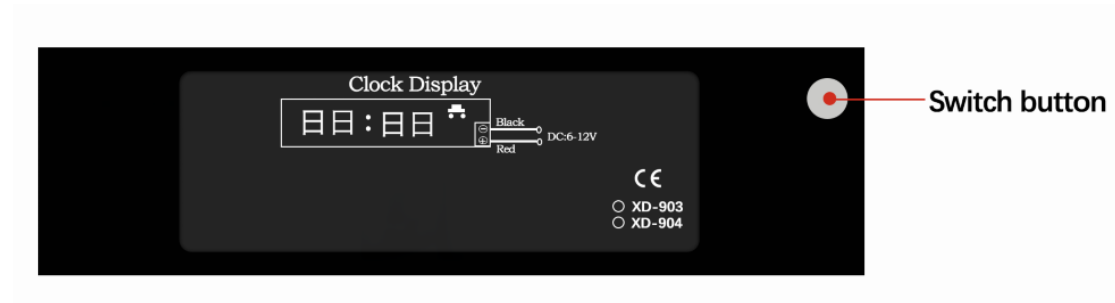 Clock Display
日日:日日
Black
DC:6-12V
Red
CE
XD-903
XD-904
Switch button